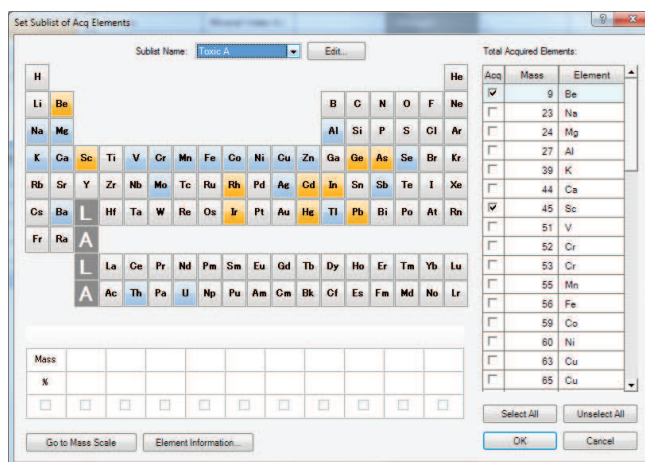 Set Sublist of Acq Elements
Sublist Name: Toxic A Edit...
Total Acquired Elements:
H He
Li Be B C N O F Ne
Na Mg Al Si P S Cl Ar
K Ca Sc Ti V Cr Mn Fe Co Ni Cu Zn Ga Ge As Se Br Kr
Rb Sr Y Zr Nb Mo Tc Ru Rh Pd Ag Cd In Sn Sb Te I Xe
Cs Ba L Hf Ta W Re Os Ir Pt Au Hg Tl Pb Bi Po At Rn
Fr Ra A
L La Ce Pr Nd Pm Sm Eu Gd Tb Dy Ho Er Tm Yb Lu
A Ac Th Pa U Np Pu Am Cm Bk Cf Es Fm Md No Lr
Mass
%
Go to Mass Scale Element Information...
Acq Mass Element
9 Be
23 Na
24 Mg
27 Al
39 K
44 Ca
45 Sc
51 V
52 Cr
53 Cr
55 Mn
56 Fe
59 Co
60 Ni
63 Cu
65 Cu
Select All Unselect All
OK Cancel